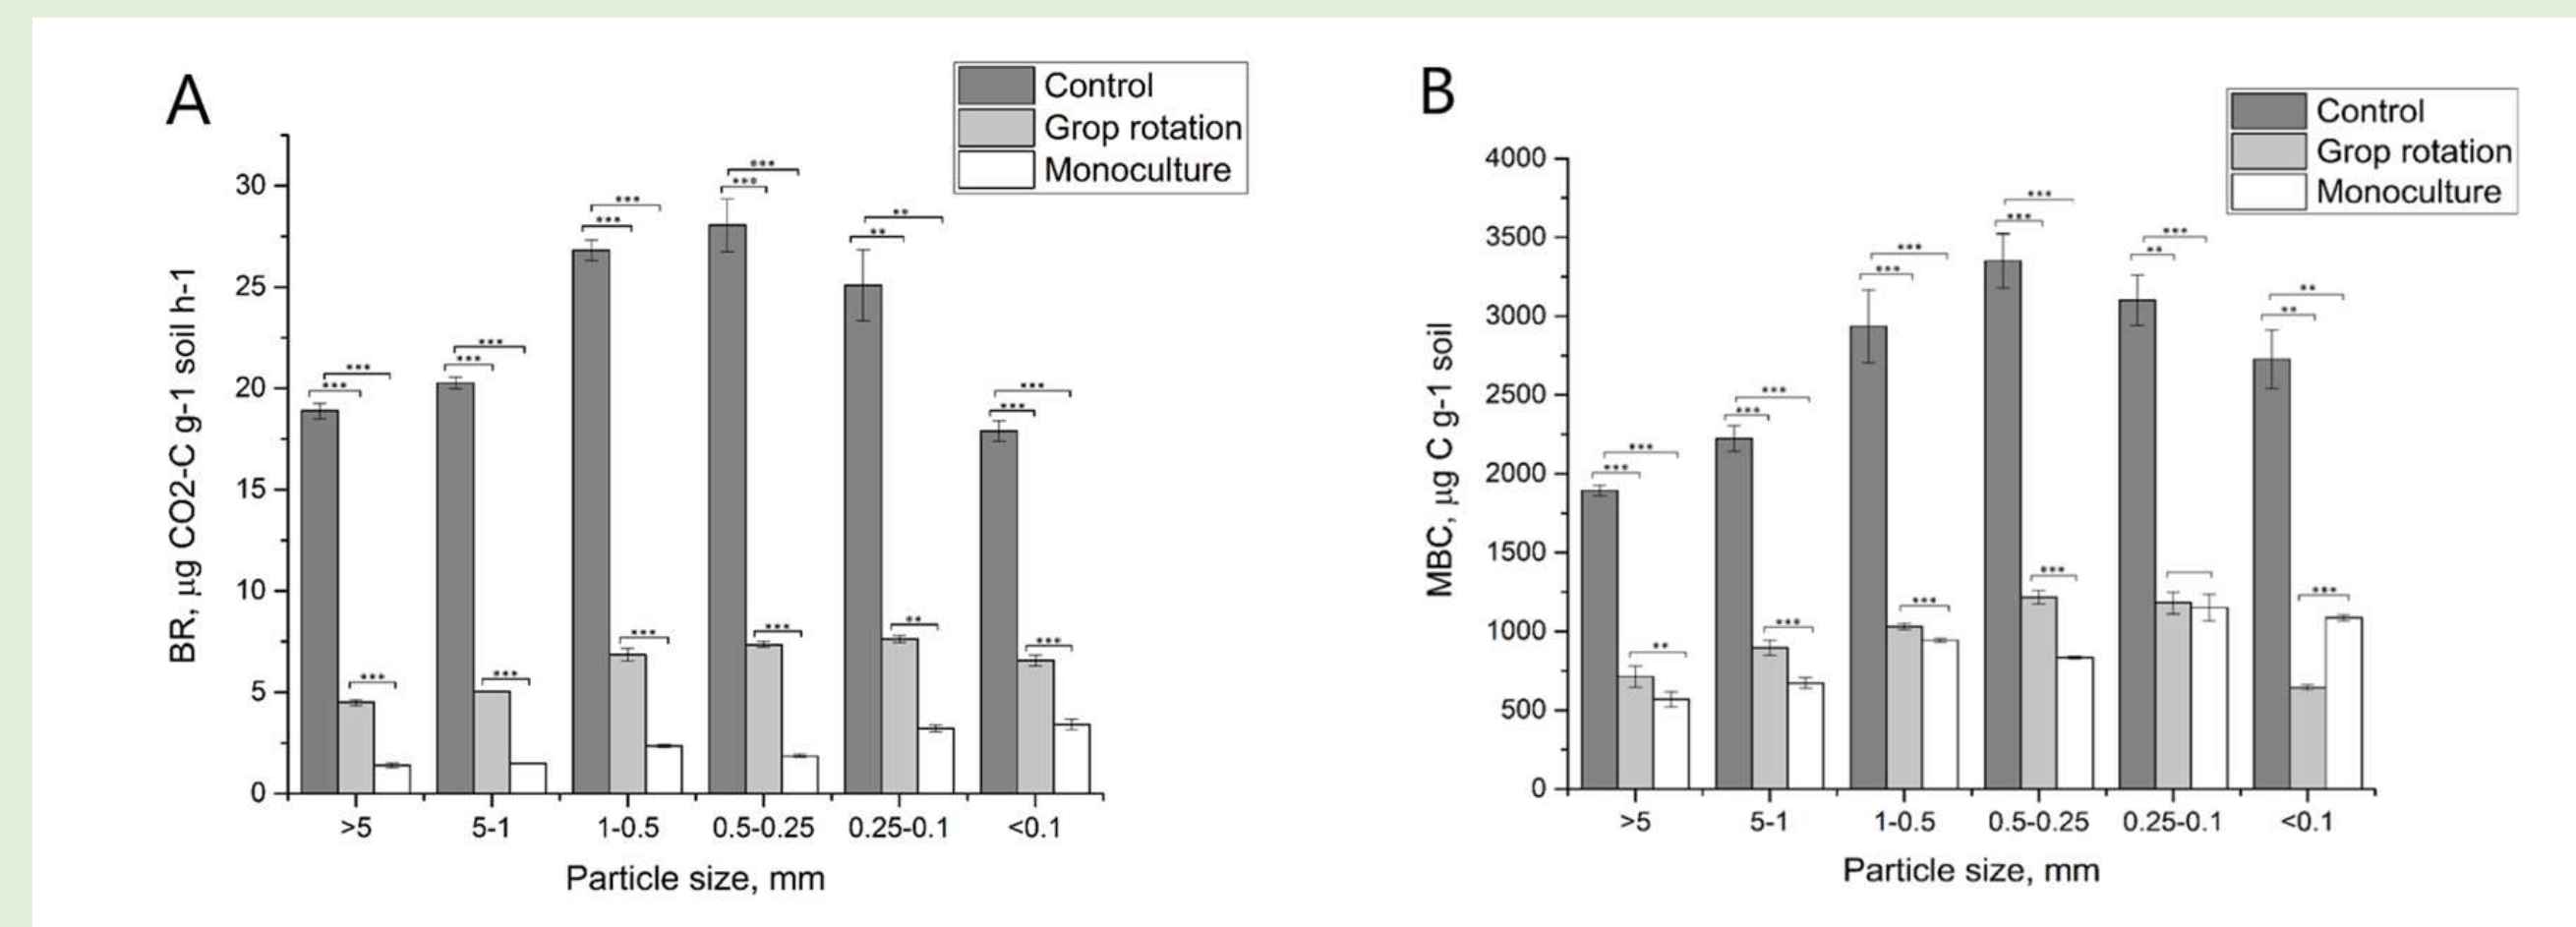 A
Control
Grop rotation
Monoculture
BR, µg CO2-C g-1 soil h-1
30
25
20
15
10
5
0
*** *** ***
*** *** ***
*** *** ***
*** *** ***
** ** **
*** *** ***
>5 5-1 1-0.5 0.5-0.25 0.25-0.1 <0.1
Particle size, mm
B
Control
Grop rotation
Monoculture
MBC, µg C g-1 soil
4000
3500
3000
2500
2000
1500
1000
500
0
*** *** **
*** *** ***
*** *** ***
*** *** ***
*** **
** ** ***
>5 5-1 1-0.5 0.5-0.25 0.25-0.1 <0.1
Particle size, mm